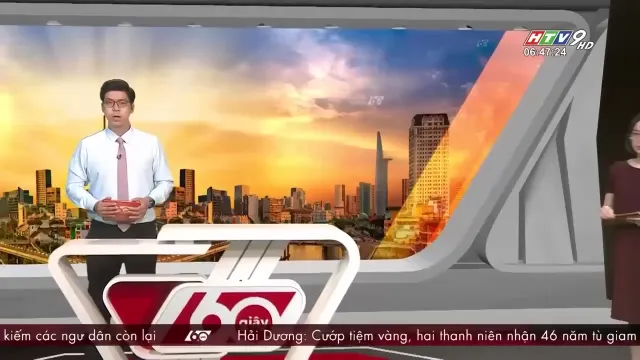 HTV9 HD
06:47:24
60 giây
kiếm các ngư dân còn lại 60 Hải Dương: Cướp tiệm vàng, hai thanh niên nhận 46 năm tù giam